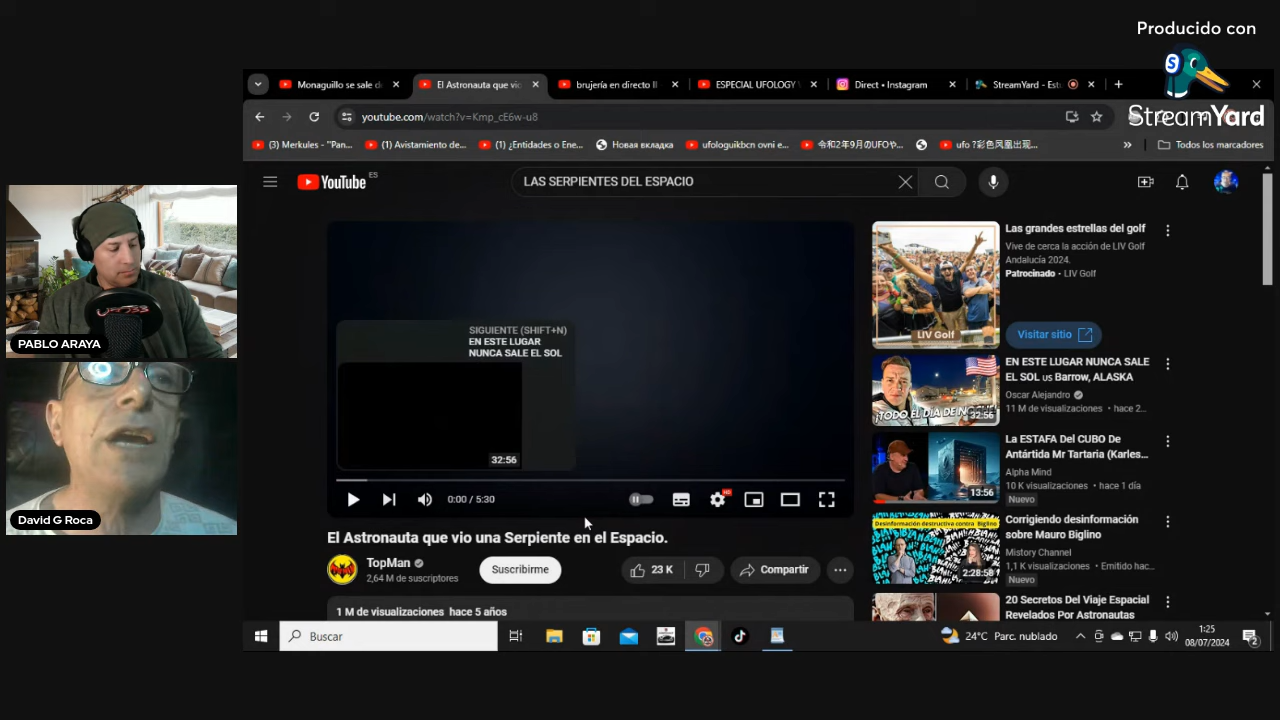 Producido con
StreamYard
Monaguillo se sale d
El Astronauta que vio
brujería en directo II
ESPECIAL UFOLOGY
Direct • Instagram
StreamYard - Est
youtube.com/watch?v=Kmp_cE6w-u8
(3) Merkules - "Pan...
(1) Avistamiento de...
(1) ¿Entidades o Ene...
Новая вкладка
ufologuikbcn ovni e...
令和2年9月のUFOや...
ufo ?彩色凤凰出现...
»
Todos los marcadores
YouTube ES
LAS SERPIENTES DEL ESPACIO
SIGUIENTE (SHIFT+N)
EN ESTE LUGAR
NUNCA SALE EL SOL
32:56
0:00 / 5:30
HD
El Astronauta que vio una Serpiente en el Espacio.
TopMan
2,64 M de suscriptores
Suscribirme
23 K
Compartir
1 M de visualizaciones hace 5 años
LIV Golf
Las grandes estrellas del golf
Vive de cerca la acción de LIV Golf
Andalucía 2024.
Patrocinado • LIV Golf
Visitar sitio
¡TODO EL DIA DE NOCHE!
32:56
EN ESTE LUGAR NUNCA SALE
EL SOL us Barrow, ALASKA
Oscar Alejandro
11 M de visualizaciones • hace 2...
13:56
La ESTAFA Del CUBO De
Antártida Mr Tartaria (Karles...
Alpha Mind
10 K visualizaciones • hace 1 día
Nuevo
Desinformación destructiva contra Biglino
BLAH
2:28:58
Corrigiendo desinformación
sobre Mauro Biglino
Mistory Channel
1,1 K visualizaciones • Emitido hac...
Nuevo
20 Secretos Del Viaje Espacial
Revelados Por Astronautas
PABLO ARAYA
David G Roca
Buscar
24°C Parc. nublado
1:25
08/07/2024
2